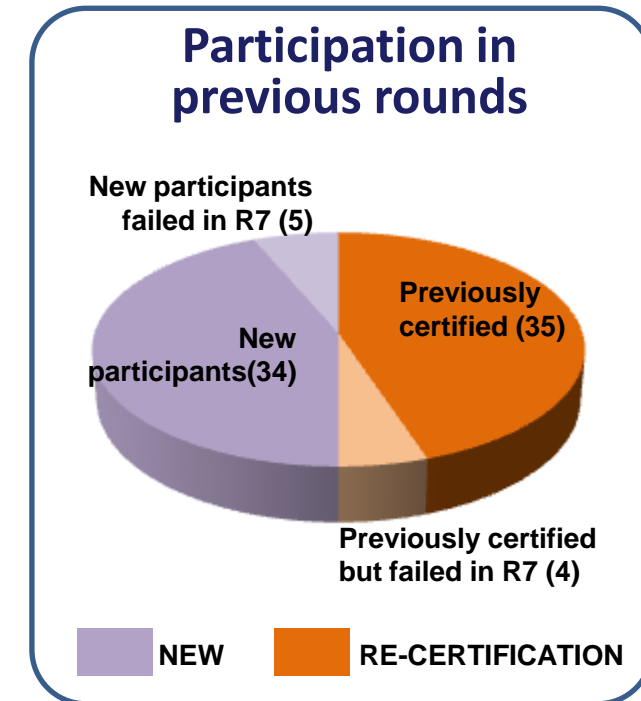 Participation in
previous rounds
New participants
failed in R7 (5)
Previously
certified (35)
New
participants(34)
Previously certified
but failed in R7 (4)
NEW
RE-CERTIFICATION